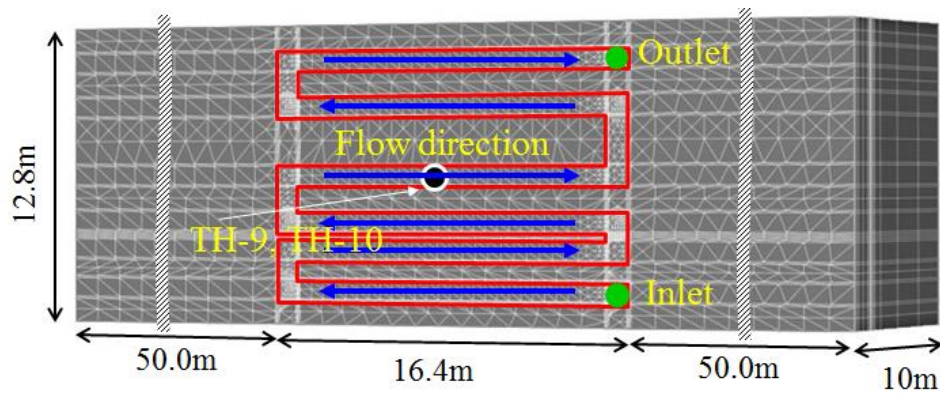 Outlet
Flow direction
12.8m
TH-9, TH-10
Inlet
50.0m
16.4m
50.0m
10m